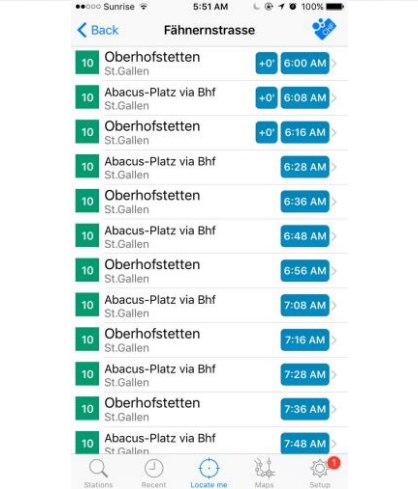 Sunrise 5:51 AM 100%
Back Fähnernstrasse CHF
10 Oberhofstetten +0' 6:00 AM
St.Gallen
10 Abacus-Platz via Bhf +0' 6:08 AM
St.Gallen
10 Oberhofstetten +0' 6:16 AM
St.Gallen
10 Abacus-Platz via Bhf 6:28 AM
St.Gallen
10 Oberhofstetten 6:36 AM
St.Gallen
10 Abacus-Platz via Bhf 6:48 AM
St.Gallen
10 Oberhofstetten 6:56 AM
St.Gallen
10 Abacus-Platz via Bhf 7:08 AM
St.Gallen
10 Oberhofstetten 7:16 AM
St.Gallen
10 Abacus-Platz via Bhf 7:28 AM
St.Gallen
10 Oberhofstetten 7:36 AM
St.Gallen
10 Abacus-Platz via Bhf 7:48 AM
St.Gallen
1
Stations Recent Locate me Maps Setup